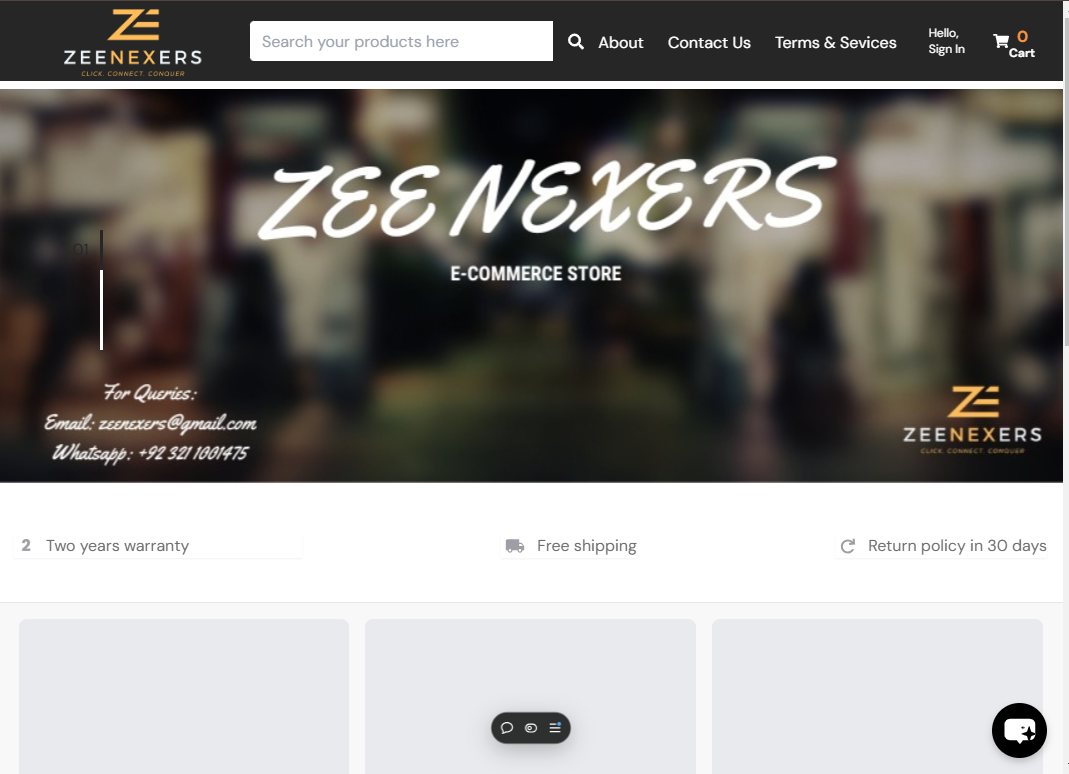 ZEENEXERS
CLICK. CONNECT. CONQUER
Search your products here
About
Contact Us
Terms & Sevices
Hello,
Sign In
0
Cart
ZEE NEXERS
E-COMMERCE STORE
01
For Queries:
Email: zeenexers@gmail.com
Whatsapp: +92 321 1001475
ZEENEXERS
CLICK. CONNECT. CONQUER
2 Two years warranty
Free shipping
Return policy in 30 days